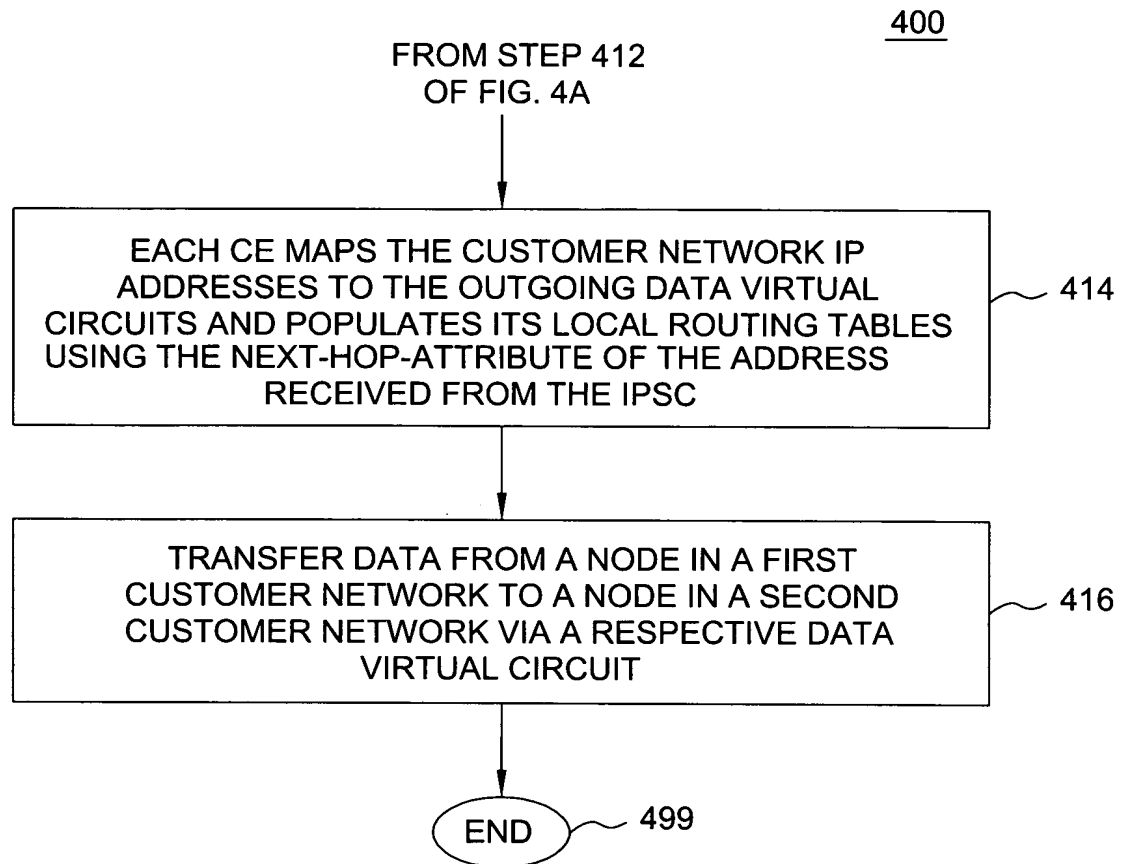 400
FROM STEP 412
OF FIG. 4A
EACH CE MAPS THE CUSTOMER NETWORK IP
ADDRESSES TO THE OUTGOING DATA VIRTUAL
CIRCUITS AND POPULATES ITS LOCAL ROUTING TABLES
USING THE NEXT-HOP-ATTRIBUTE OF THE ADDRESS
RECEIVED FROM THE IPSC
414
TRANSFER DATA FROM A NODE IN A FIRST
CUSTOMER NETWORK TO A NODE IN A SECOND
CUSTOMER NETWORK VIA A RESPECTIVE DATA
VIRTUAL CIRCUIT
416
END
499